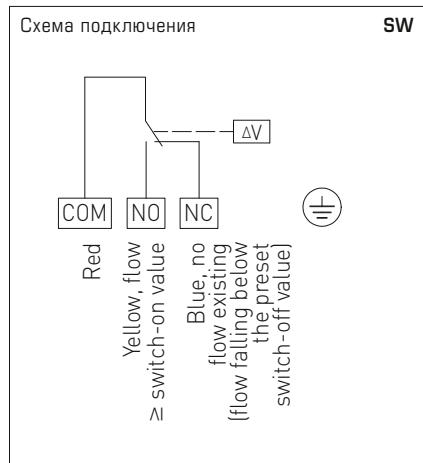 Схема подключения SW
ΔV
COM NO NC
Red
Yellow, flow
≥ switch-on value
Blue, no
flow existing
(flow falling below
the preset
switch-off value)